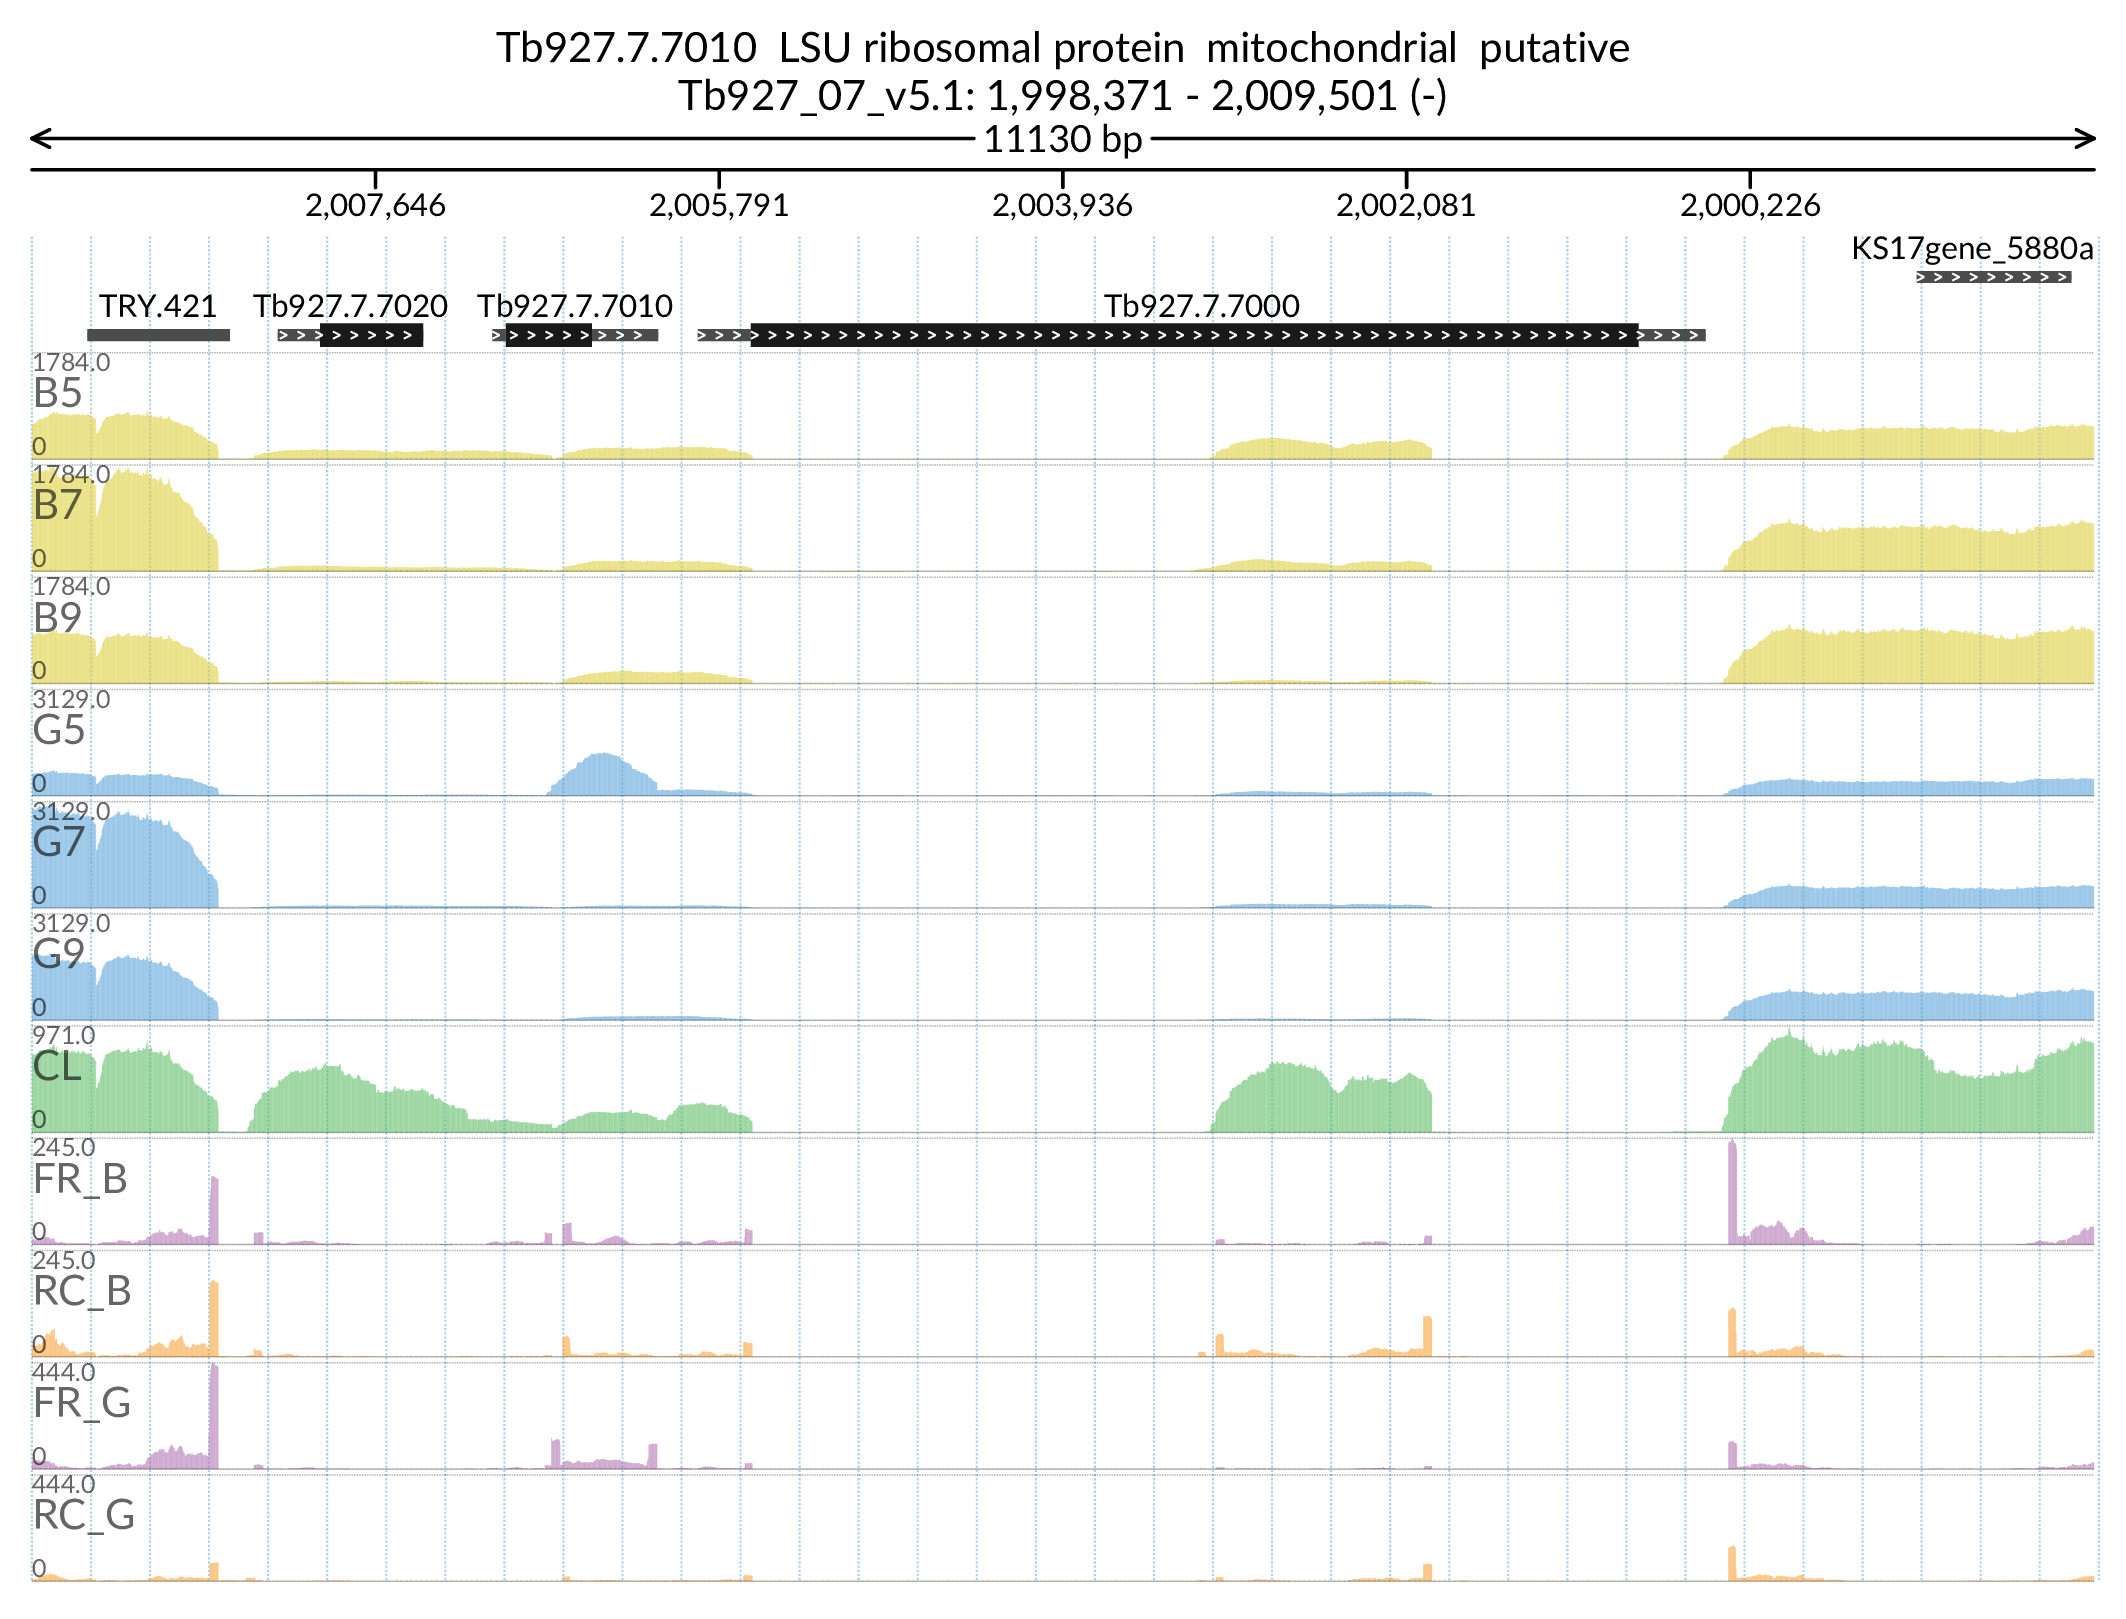 Tb927.7.7010 LSU ribosomal protein mitochondrial putative
Tb927_07_v5.1: 1,998,371 - 2,009,501 (-)
11130 bp
2,007,646 2,005,791 2,003,936 2,002,081 2,000,226
KS17gene_5880a
TRY.421 Tb927.7.7020 Tb927.7.7010 Tb927.7.7000
1784.0
B5
0
1784.0
B7
0
1784.0
B9
0
3129.0
G5
0
3129.0
G7
0
3129.0
G9
0
971.0
CL
0
245.0
FR_B
0
245.0
RC_B
0
444.0
FR_G
0
444.0
RC_G
0